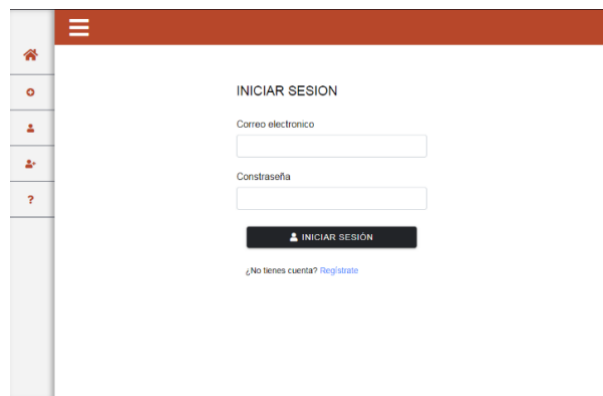 INICIAR SESION
Correo electronico
Constraseña
INICIAR SESIÓN
¿No tienes cuenta? Regístrate